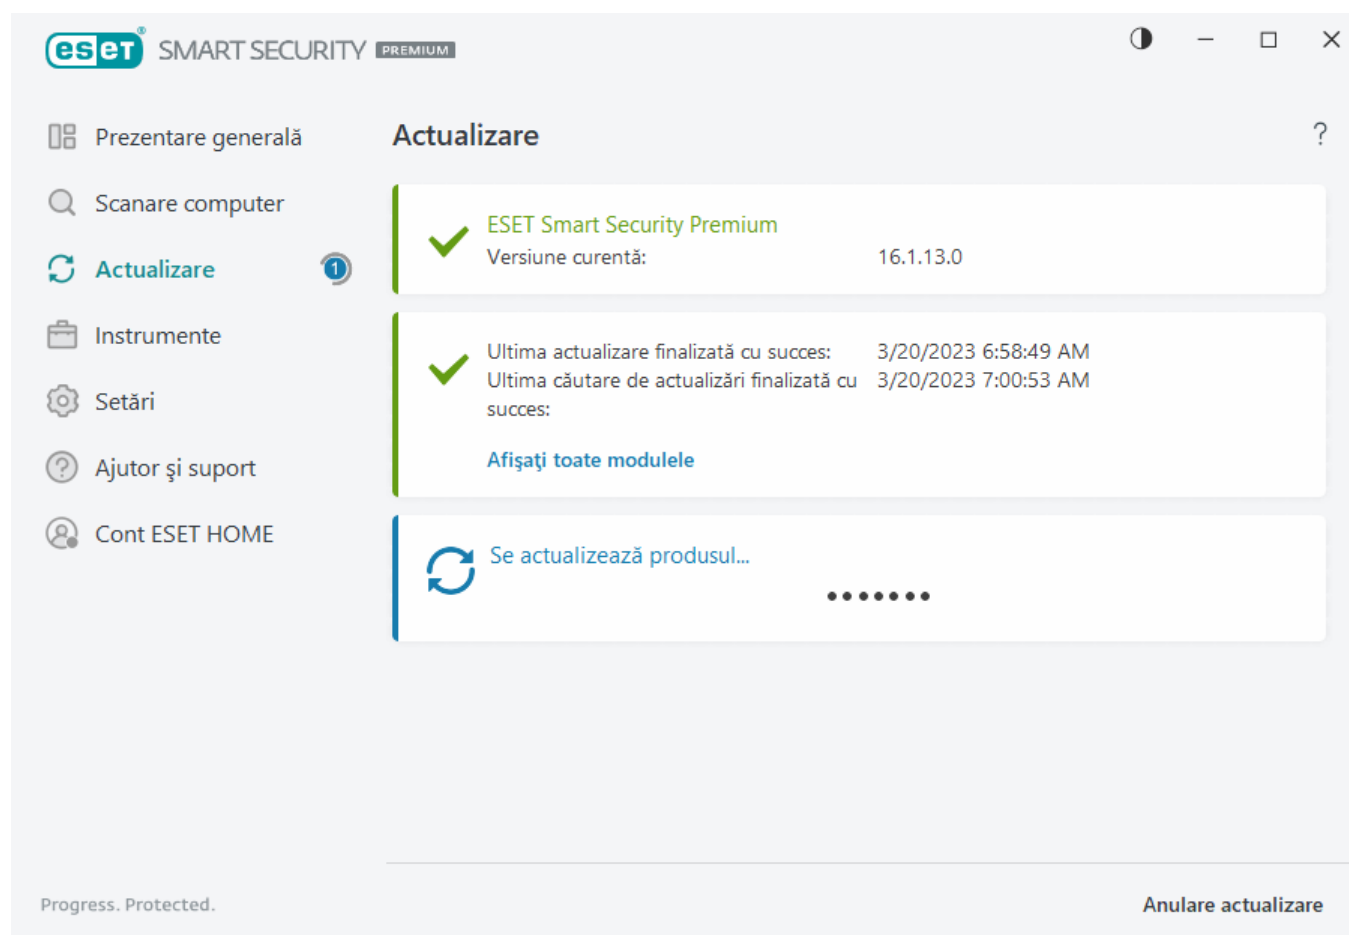 eset® SMART SECURITY PREMIUM
Prezentare generală
Scanare computer
Actualizare 1
Instrumente
Setări
Ajutor şi suport
Cont ESET HOME
Actualizare ?
ESET Smart Security Premium
Versiune curentă: 16.1.13.0
Ultima actualizare finalizată cu succes: 3/20/2023 6:58:49 AM
Ultima căutare de actualizări finalizată cu 3/20/2023 7:00:53 AM
succes:
Afişaţi toate modulele
Se actualizează produsul...
Progress. Protected.
Anulare actualizare